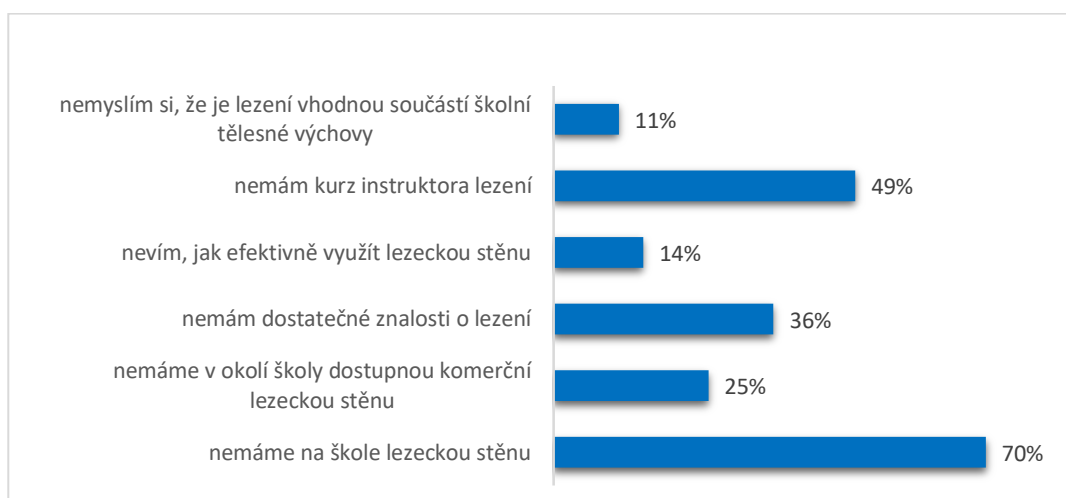 nemyslím si, že je lezení vhodnou součástí školní
tělesné výchovy
11%
nemám kurz instruktora lezení
49%
nevím, jak efektivně využít lezeckou stěnu
14%
nemám dostatečné znalosti o lezení
36%
nemáme v okolí školy dostupnou komerční
lezeckou stěnu
25%
nemáme na škole lezeckou stěnu
70%